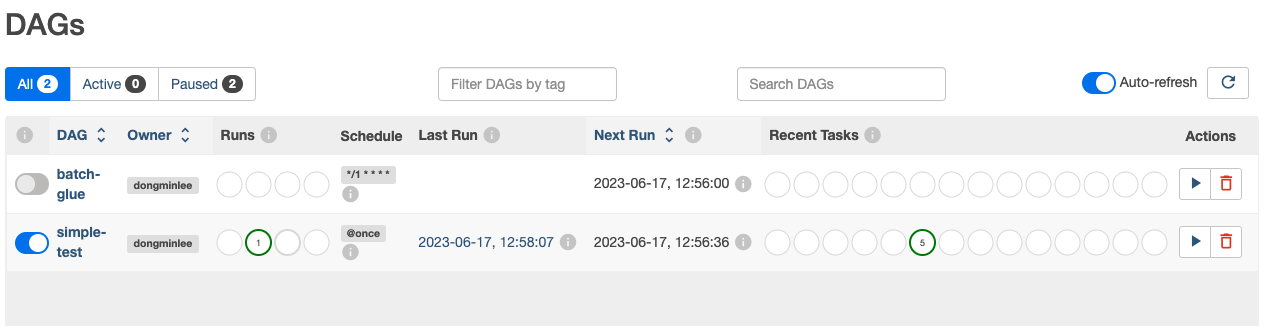 DAGs
All 2 Active 0 Paused 2 Filter DAGs by tag Search DAGs Auto-refresh
DAG Owner Runs Schedule Last Run Next Run Recent Tasks Actions
batch-
glue
dongminlee
*/1 * * * *
2023-06-17, 12:56:00
simple-
test
dongminlee
1
@once
2023-06-17, 12:58:07
2023-06-17, 12:56:36
5